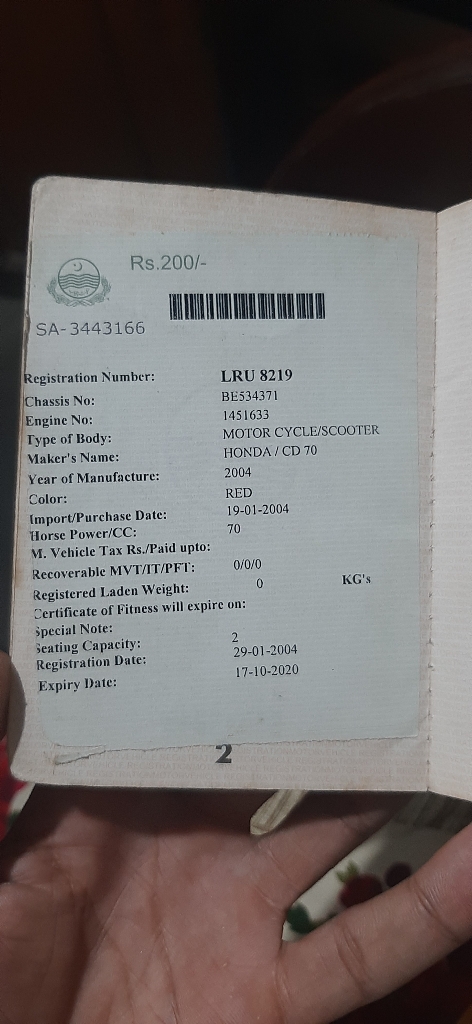 Rs.200/-
SA-3443166
Registration Number: LRU 8219
Chassis No: BE534371
Engine No: 1451633
Type of Body: MOTOR CYCLE/SCOOTER
Maker's Name: HONDA / CD 70
Year of Manufacture: 2004
Color: RED
Import/Purchase Date: 19-01-2004
Horse Power/CC: 70
M. Vehicle Tax Rs./Paid upto:
Recoverable MVT/IT/PFT: 0/0/0
Registered Laden Weight: 0 KG's
Certificate of Fitness will expire on:
Special Note:
Seating Capacity: 2
Registration Date: 29-01-2004
Expiry Date: 17-10-2020
2